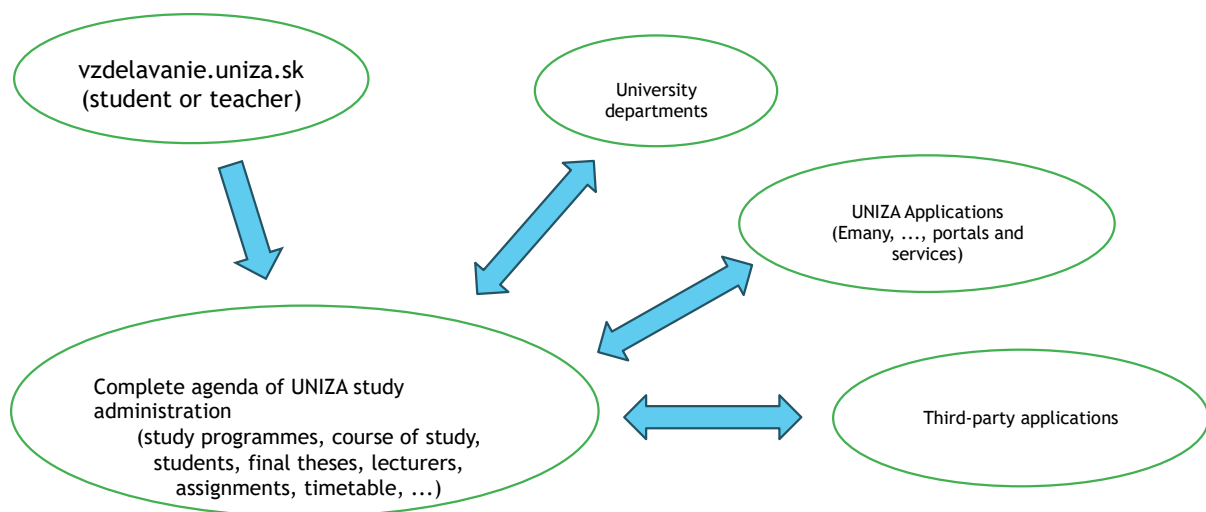 vzdelavanie.uniza.sk
(student or teacher)
University
departments
UNIZA Applications
(Emany, ..., portals and
services)
Complete agenda of UNIZA study
administration
(study programmes, course of study,
students, final theses, lecturers,
assignments, timetable, ...)
Third-party applications